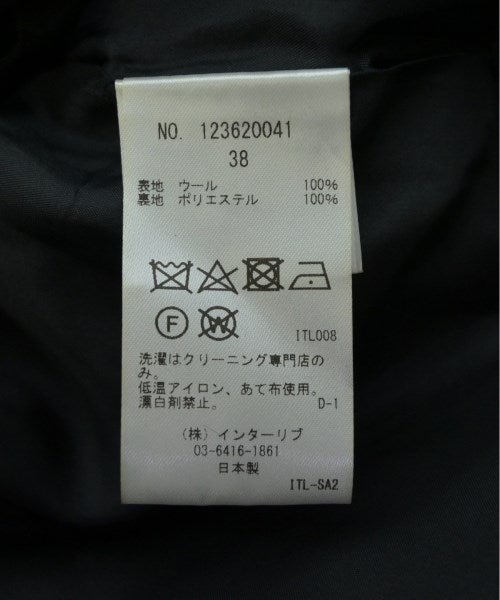 NO. 123620041
38
表地 ウール 100%
裏地 ポリエステル 100%
F W
ITL008
洗濯はクリーニング専門店の
み。
低温アイロン、あて布使用。
漂白剤禁止。 D-1
(株) インターリブ
03-6416-1861
日本製
ITL-SA2